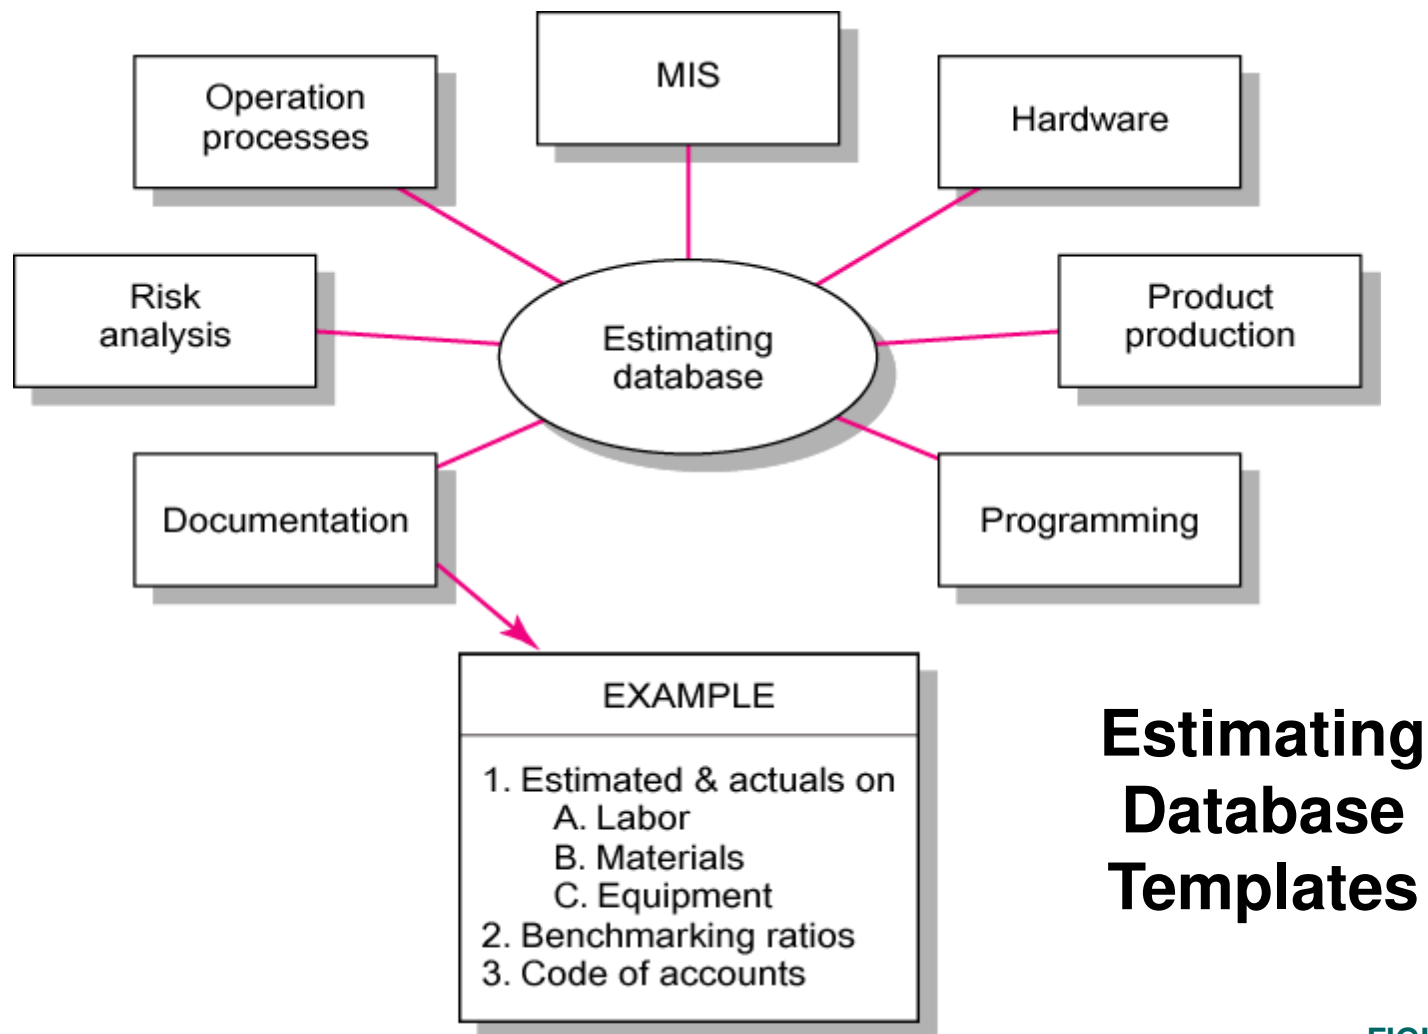 MIS
Operation
processes
Hardware
Risk
analysis
Estimating
database
Product
production
Documentation
Programming
EXAMPLE
1. Estimated & actuals on
A. Labor
B. Materials
C. Equipment
2. Benchmarking ratios
3. Code of accounts
Estimating
Database
Templates